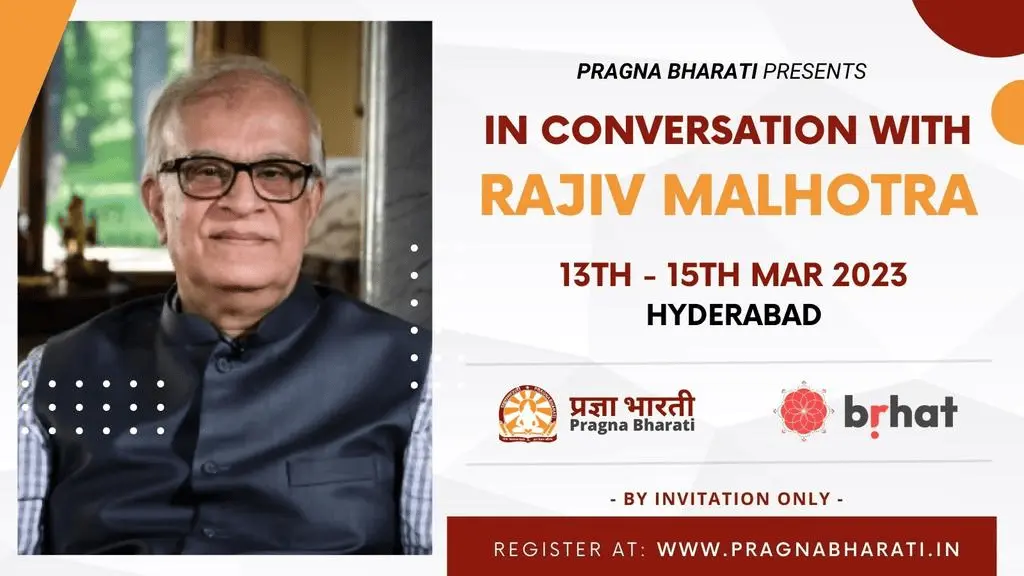 PRAGNA BHARATI PRESENTS
IN CONVERSATION WITH
RAJIV MALHOTRA
13TH - 15TH MAR 2023
HYDERABAD
प्रज्ञा भारती
Pragna Bharati
brhat
- BY INVITATION ONLY -
REGISTER AT: WWW.PRAGNABHARATI.IN